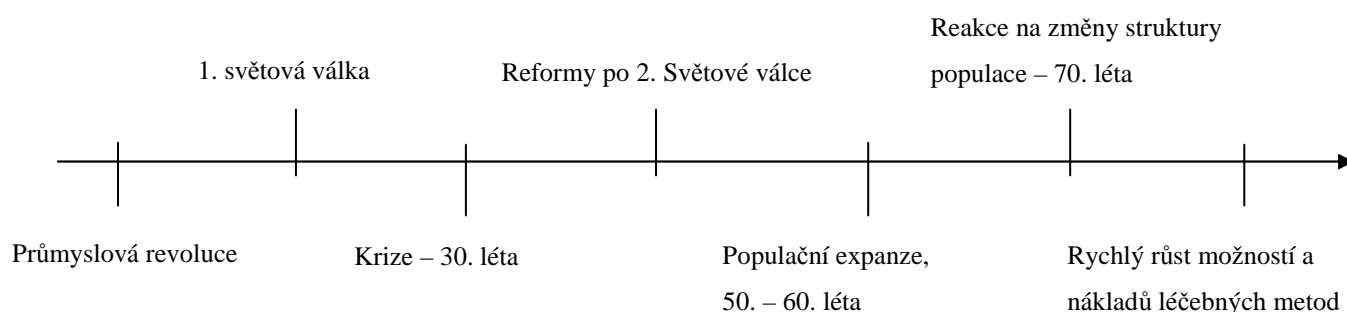 Reakce na změny struktury
populace – 70. léta
1. světová válka
Reformy po 2. Světové válce
Průmyslová revoluce
Krize – 30. léta
Populační expanze,
50. – 60. léta
Rychlý růst možností a
nákladů léčebných metod